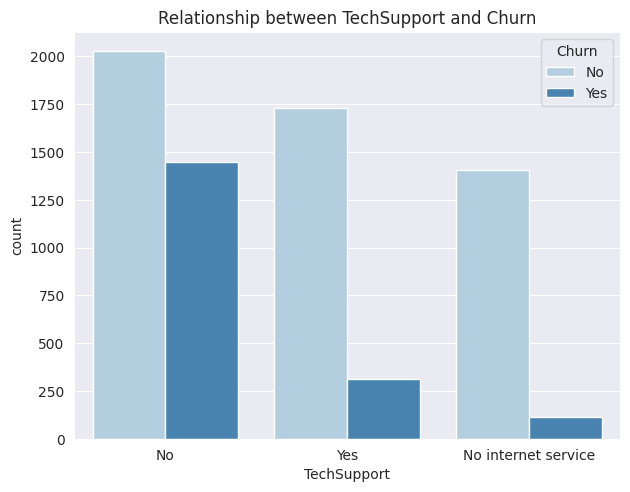 Relationship between TechSupport and Churn
Churn
No
Yes
2000
1750
1500
1250
1000
750
500
250
0
count
No
Yes
No internet service
TechSupport